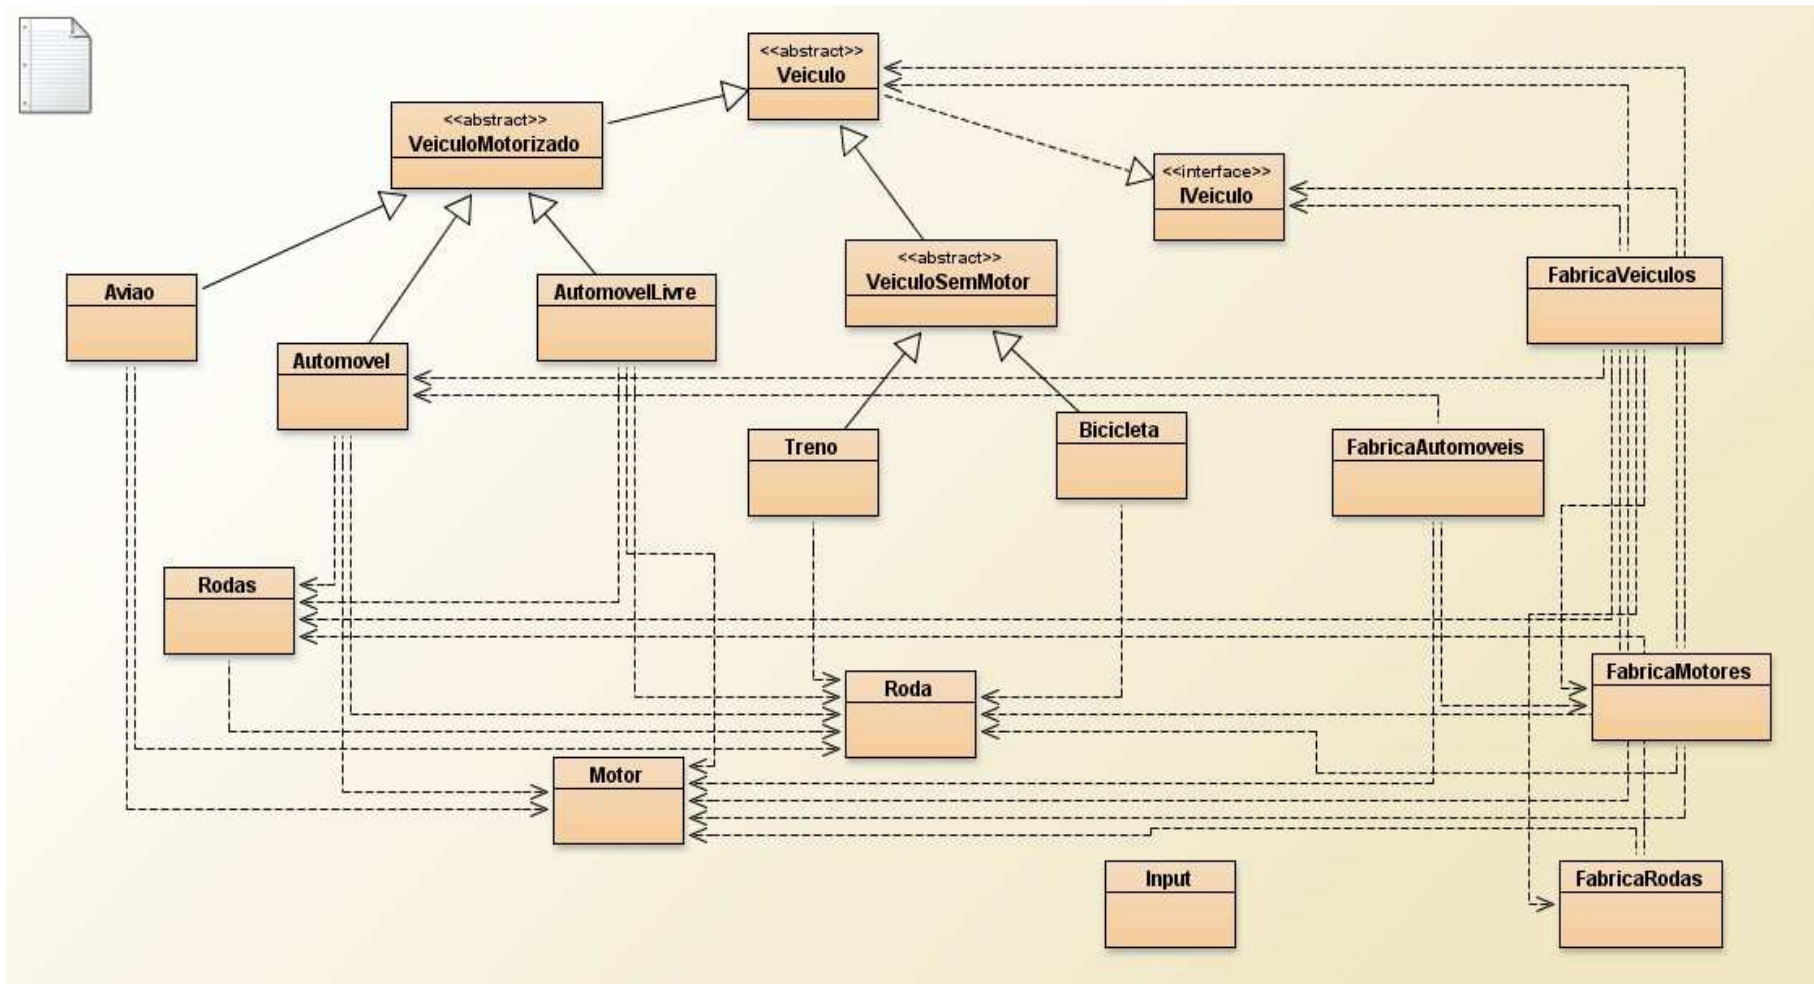 <<abstract>>
Veiculo
<<abstract>>
VeiculoMotorizado
<<interface>>
IVeiculo
<<abstract>>
VeiculoSemMotor
FabricaVeiculos
Aviao
AutomovelLivre
Automovel
Treno
Bicicleta
FabricaAutomoveis
Rodas
Roda
FabricaMotores
Motor
Input
FabricaRodas